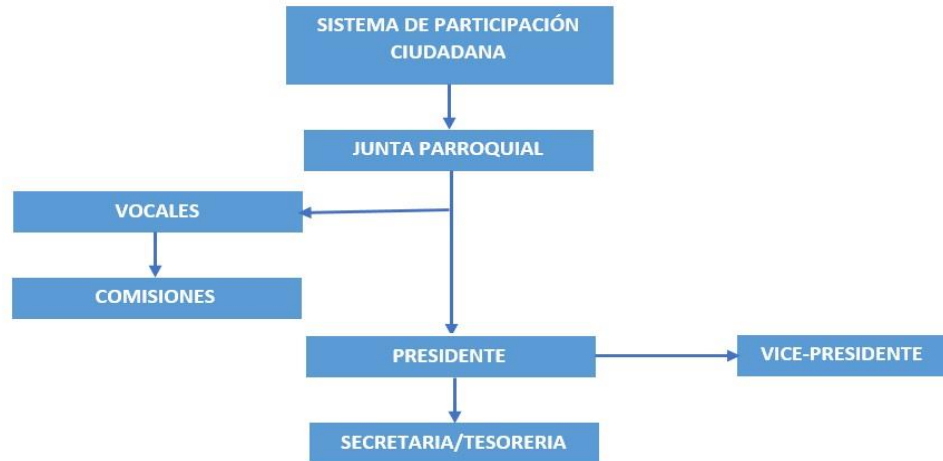 SISTEMA DE PARTICIPACIÓN
CIUDADANA
JUNTA PARROQUIAL
VOCALES
COMISIONES
PRESIDENTE
VICE-PRESIDENTE
SECRETARIA/TESORERIA